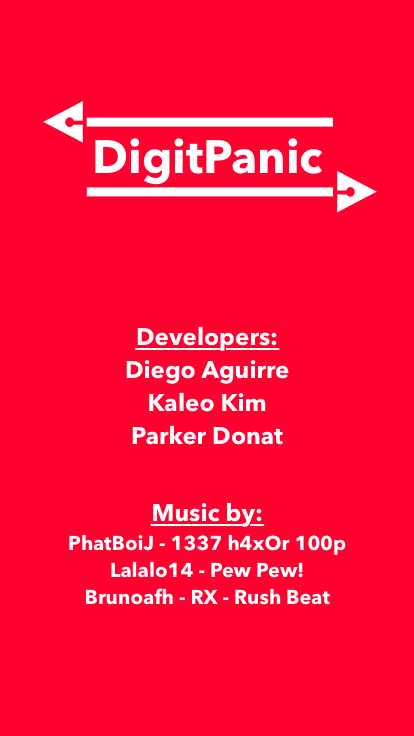 DigitPanic
Developers:
Diego Aguirre
Kaleo Kim
Parker Donat
Music by:
PhatBoiJ - 1337 h4xOr 100p
Lalalo14 - Pew Pew!
Brunoafh - RX - Rush Beat